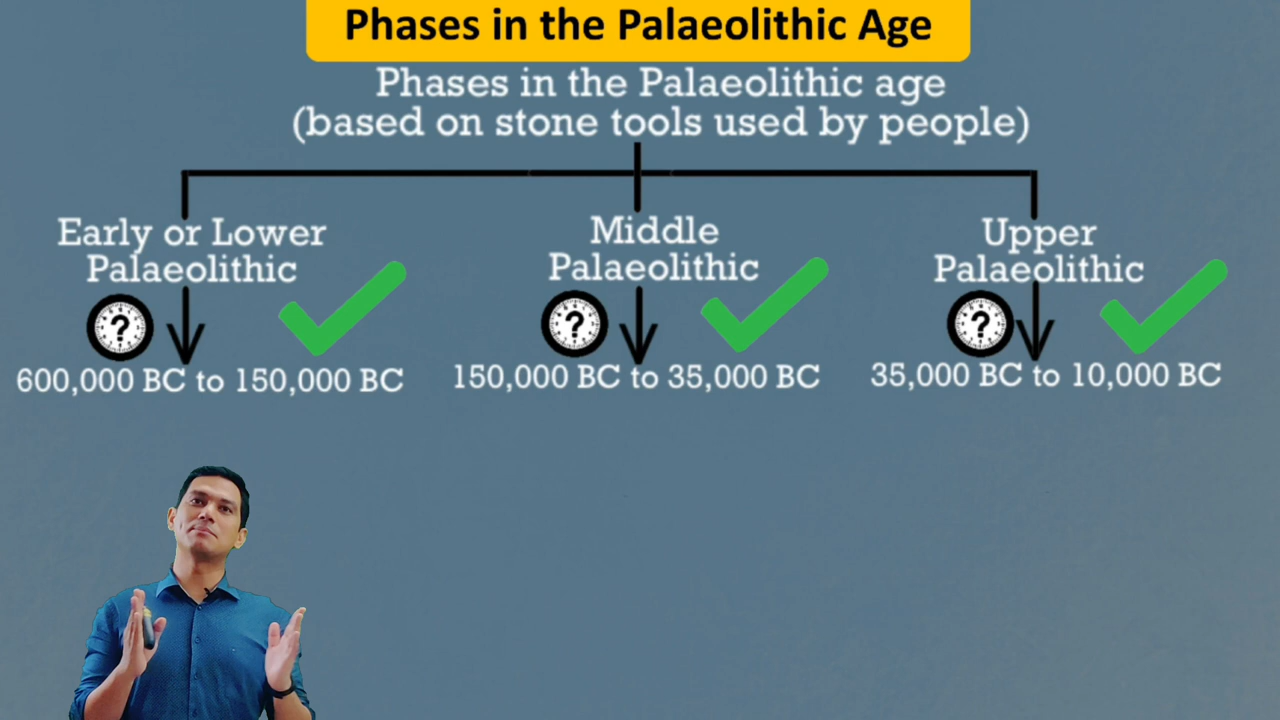 Phases in the Palaeolithic Age
Phases in the Palaeolithic age
(based on stone tools used by people)
Early or Lower
Palaeolithic
600,000 BC to 150,000 BC
Middle
Palaeolithic
150,000 BC to 35,000 BC
Upper
Palaeolithic
35,000 BC to 10,000 BC